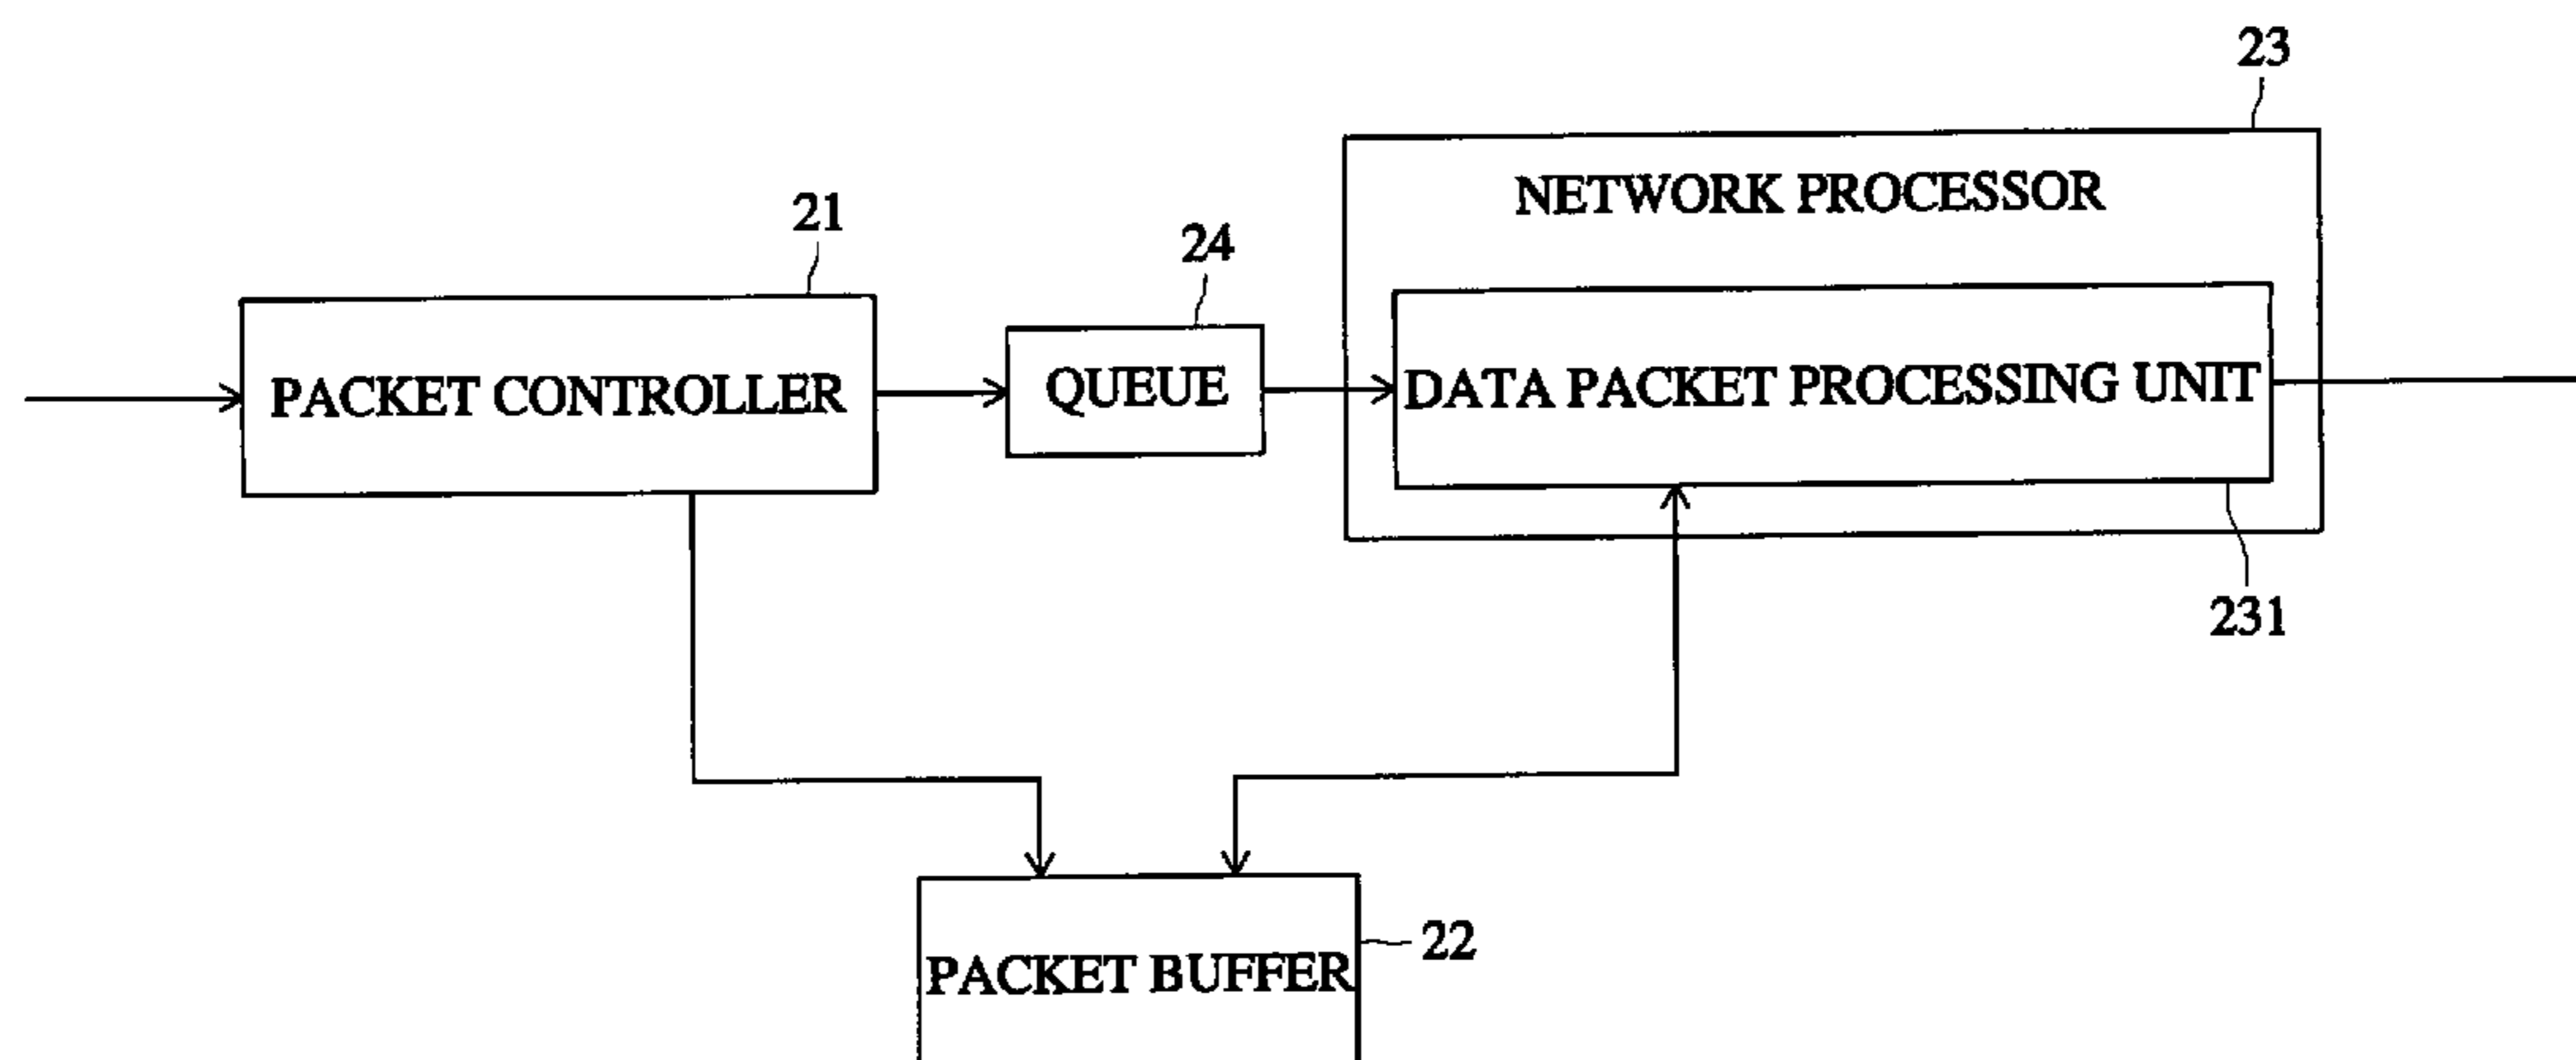 23
NETWORK PROCESSOR
21
24
PACKET CONTROLLER
QUEUE
DATA PACKET PROCESSING UNIT
231
22
PACKET BUFFER